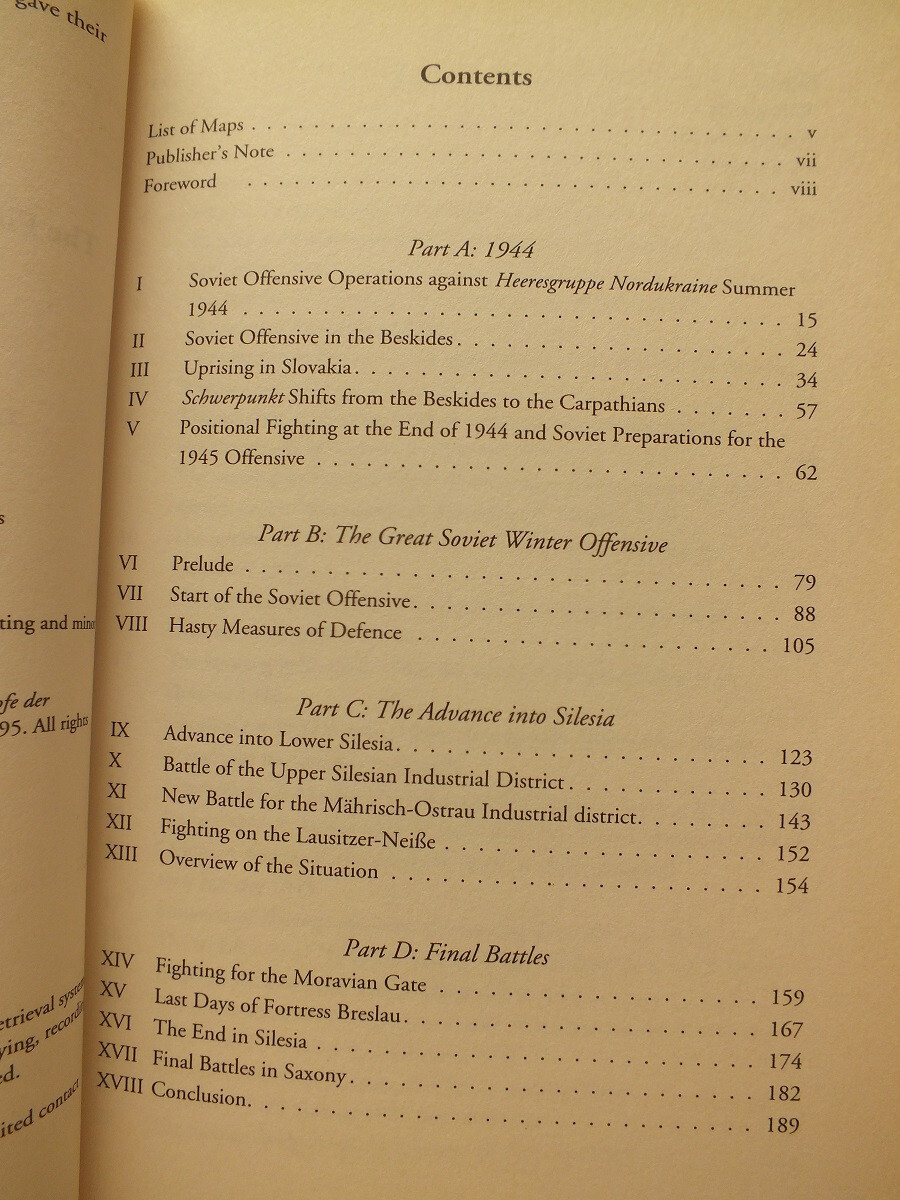 gave their
s
ting and
ofe der
95. All rights
etrieval
ying,
ed.
ited contact
Contents
List of Maps . . . . . . . . . . . . . . . . . . . . . . . . . . . . . v
Publisher's Note . . . . . . . . . . . . . . . . . . . . . . . . . . . vii
Foreword . . . . . . . . . . . . . . . . . . . . . . . . . . . . . viii
Part A: 1944
I Soviet Offensive Operations against Heeresgruppe Nordukraine Summer
1944 . . . . . . . . . . . . . . . . . . . . . . . . . . . . 15
II Soviet Offensive in the Beskides. . . . . . . . . . . . . . . . . 24
III Uprising in Slovakia. . . . . . . . . . . . . . . . . . . . . . 34
IV Schwerpunkt Shifts from the Beskides to the Carpathians . . . . . . . 57
V Positional Fighting at the End of 1944 and Soviet Preparations for the
1945 Offensive . . . . . . . . . . . . . . . . . . . . . . . . 62
Part B: The Great Soviet Winter Offensive
VI Prelude . . . . . . . . . . . . . . . . . . . . . . . . . . . . 79
VII Start of the Soviet Offensive. . . . . . . . . . . . . . . . . . . 88
VIII Hasty Measures of Defence . . . . . . . . . . . . . . . . . . 105
Part C: The Advance into Silesia
IX Advance into Lower Silesia. . . . . . . . . . . . . . . . . . . 123
X Battle of the Upper Silesian Industrial District. . . . . . . . . . . 130
XI New Battle for the Mährisch-Ostrau Industrial district. . . . . . . . 143
XII Fighting on the Lausitzer-Neiße . . . . . . . . . . . . . . . . . 152
XIII Overview of the Situation . . . . . . . . . . . . . . . . . . . 154
Part D: Final Battles
XIV Fighting for the Moravian Gate . . . . . . . . . . . . . . . . . 159
XV Last Days of Fortress Breslau. . . . . . . . . . . . . . . . . . 167
XVI The End in Silesia . . . . . . . . . . . . . . . . . . . . . . 174
XVII Final Battles in Saxony. . . . . . . . . . . . . . . . . . . . . 182
XVIII Conclusion. . . . . . . . . . . . . . . . . . . . . . . . . . 189